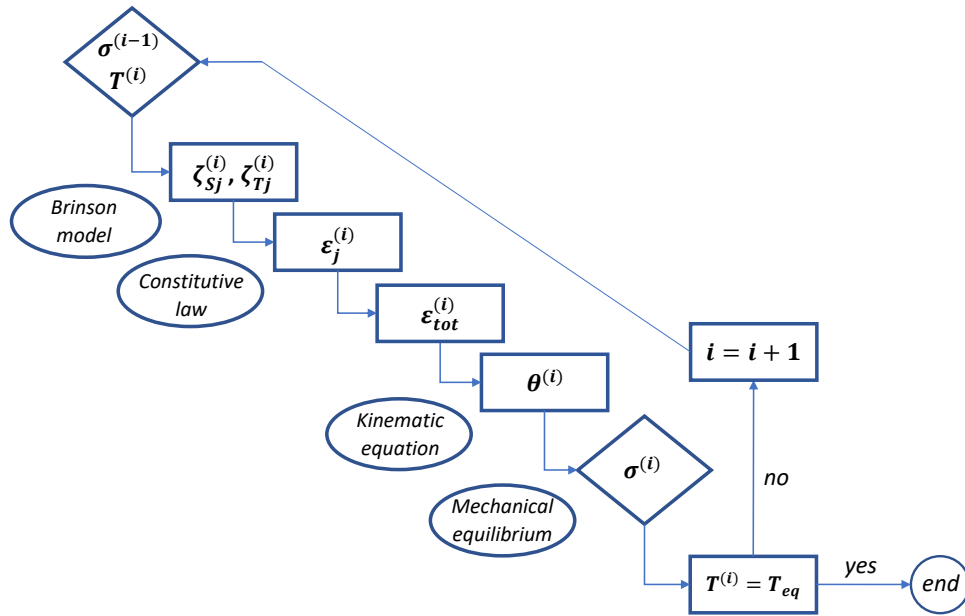 σ^(i−1)
T^(i)
ζ_Sj^(i), ζ_Tj^(i)
Brinson
model
ε_j^(i)
Constitutive
law
ε_tot^(i)
i = i + 1
θ^(i)
Kinematic
equation
σ^(i)
no
Mechanical
equilibrium
T^(i) = T_eq
yes
end